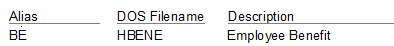 Alias DOS Filename Description
BE HBENE Employee Benefit